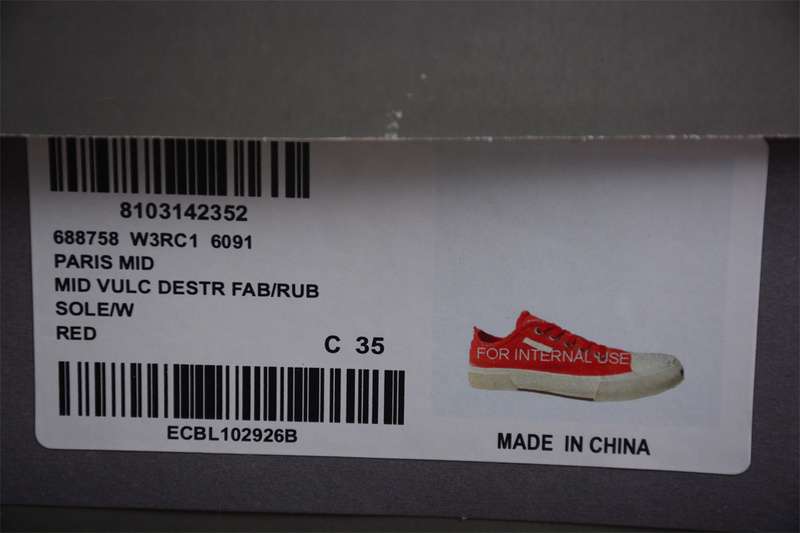 8103142352
688758 W3RC1 6091
PARIS MID
MID VULC DESTR FAB/RUB
SOLE/W
RED
C 35
FOR INTERNAL USE
ECBL102926B
MADE IN CHINA